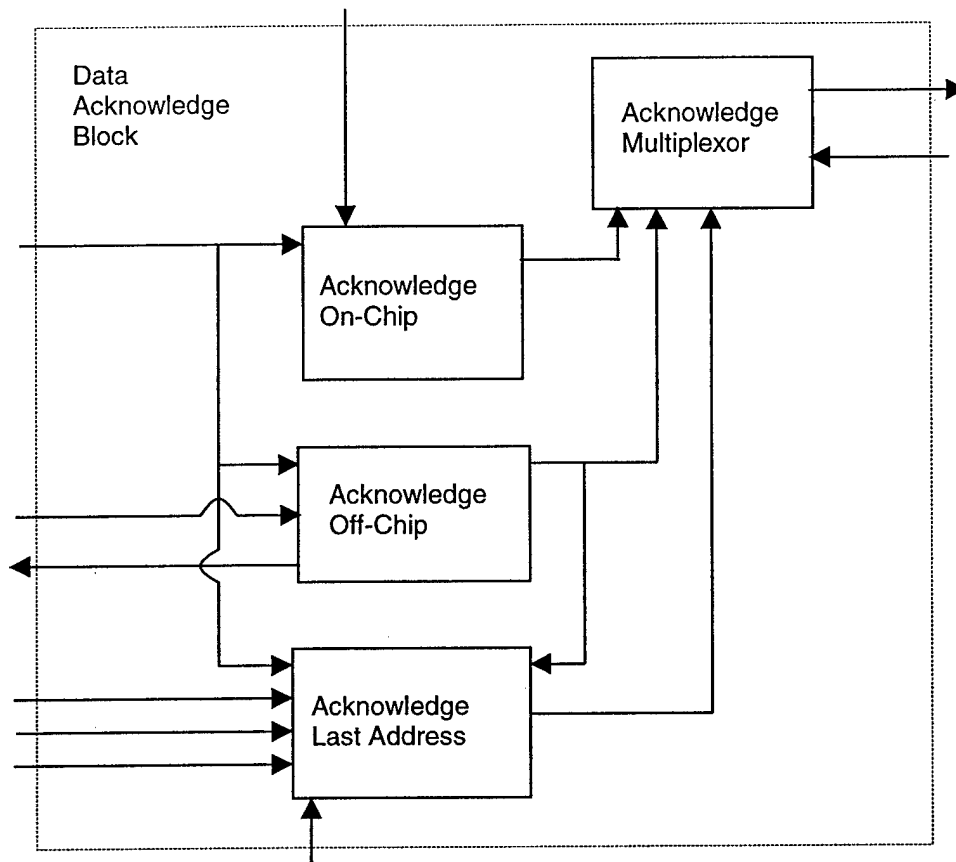 Data
Acknowledge
Block
Acknowledge
Multiplexor
Acknowledge
On-Chip
Acknowledge
Off-Chip
Acknowledge
Last Address